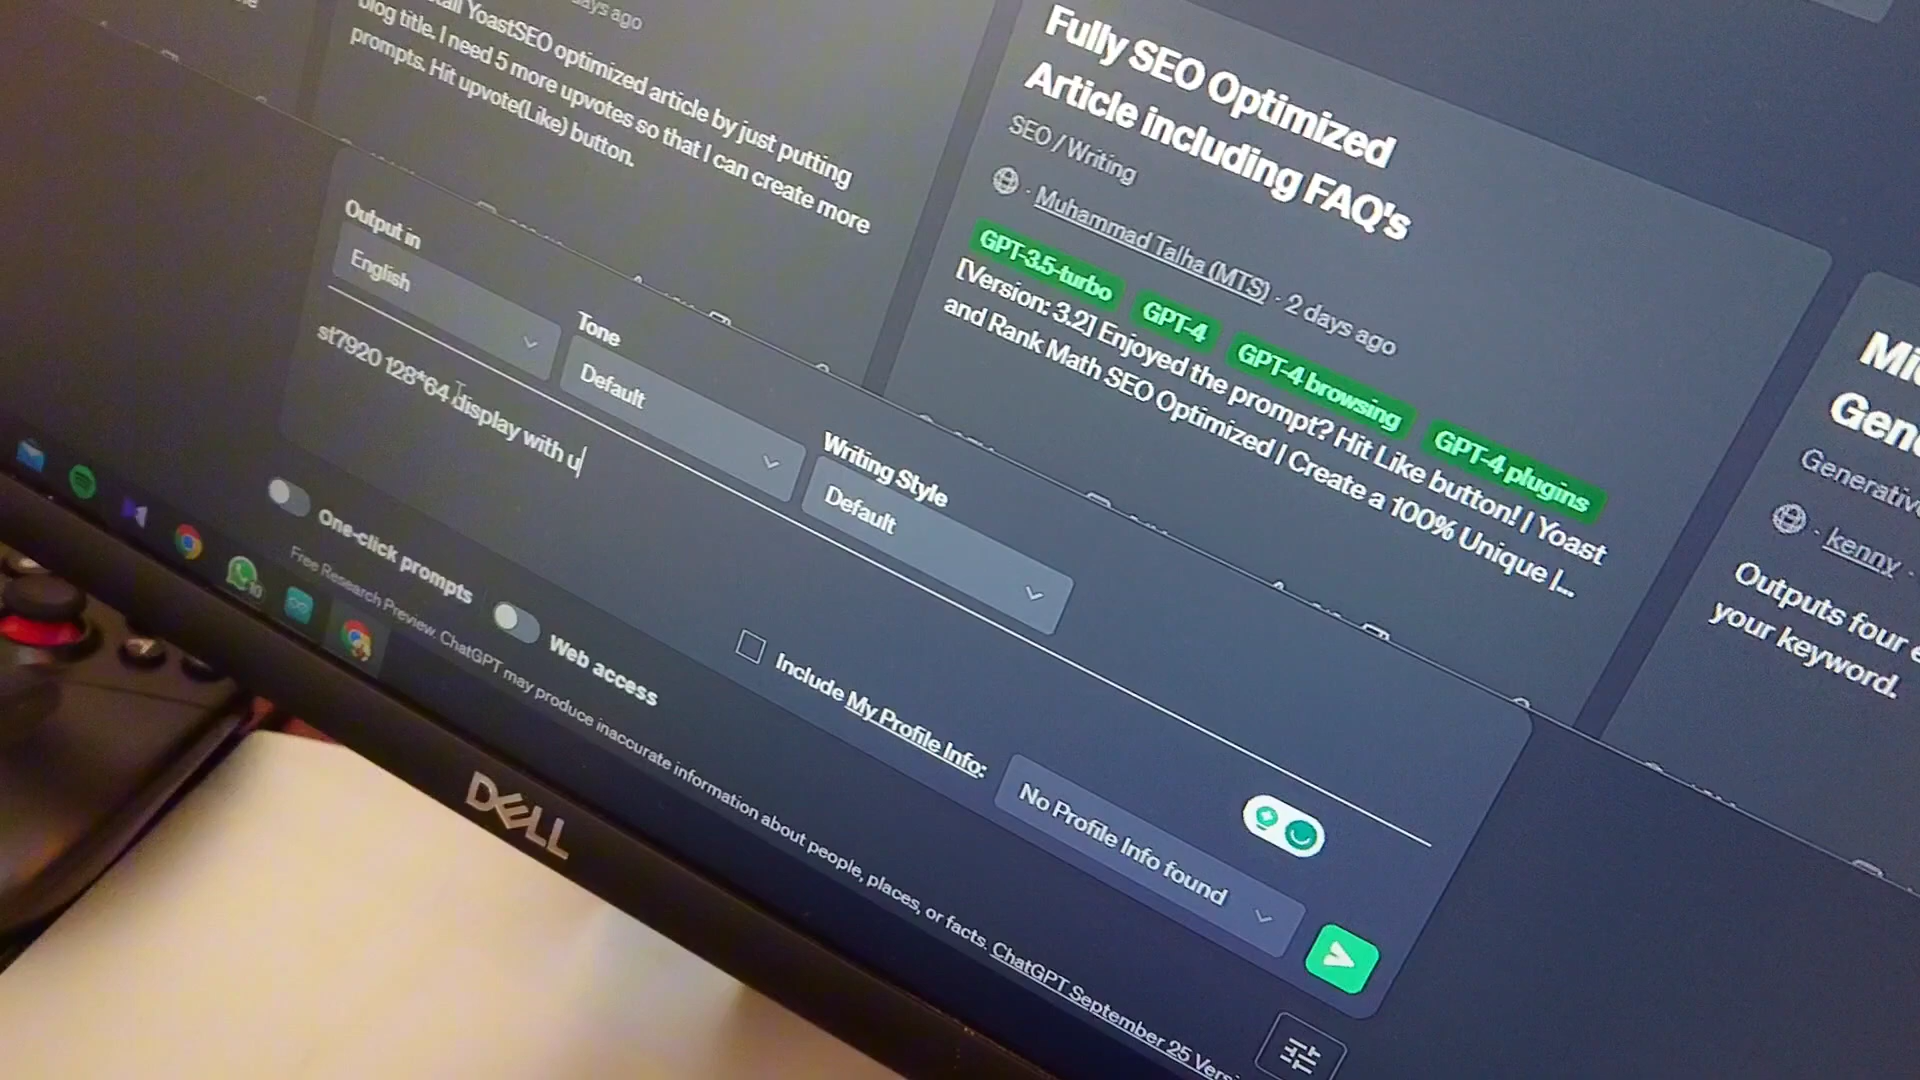 days ago
YoastSEO optimized article by just putting
blog title. I need 5 more upvotes so that I can create more
prompts. Hit upvote(Like) button.
Fully SEO Optimized
Article including FAQ's
SEO / Writing
· Muhammad Talha (MTS) · 2 days ago
GPT-3.5-turbo GPT-4 GPT-4 browsing GPT-4 plugins
[Version: 3.2] Enjoyed the prompt? Hit Like button! | Yoast
and Rank Math SEO Optimized | Create a 100% Unique |...
· kenny ·
Outputs four
your keyword.
Output in
English
Tone
Default
Writing Style
Default
st7920 128*64 display with u
One-click prompts
Web access
Include My Profile Info:
No Profile Info found
Free Research Preview. ChatGPT may produce inaccurate information about people, places, or facts. ChatGPT September 25
10
DELL